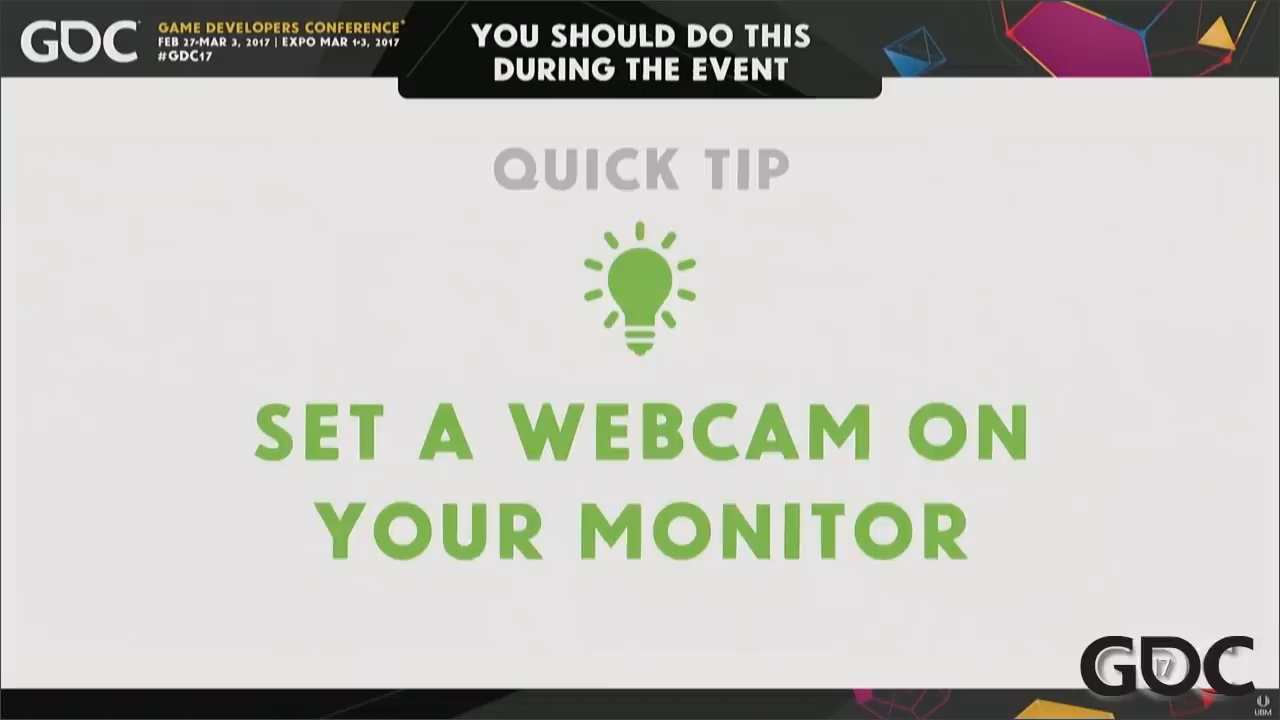 GDC
GAME DEVELOPERS CONFERENCE®
FEB 27-MAR 3, 2017 | EXPO MAR 1-3, 2017
#GDC17
YOU SHOULD DO THIS
DURING THE EVENT
QUICK TIP
SET A WEBCAM ON
YOUR MONITOR
GDC
17
UBM